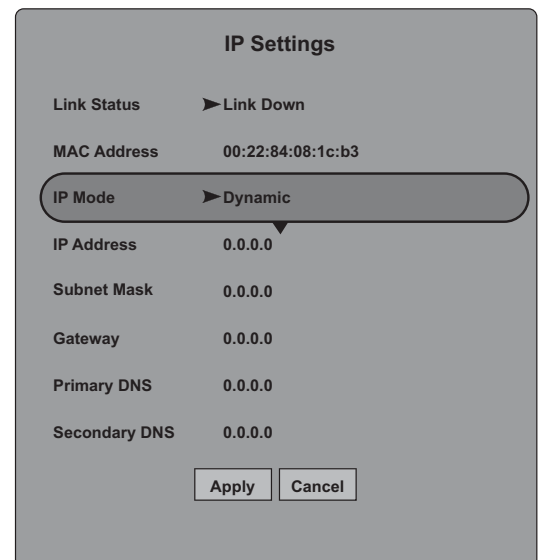 IP Settings
Link Status Link Down
MAC Address 00:22:84:08:1c:b3
IP Mode Dynamic
IP Address 0.0.0.0
Subnet Mask 0.0.0.0
Gateway 0.0.0.0
Primary DNS 0.0.0.0
Secondary DNS 0.0.0.0
Apply Cancel